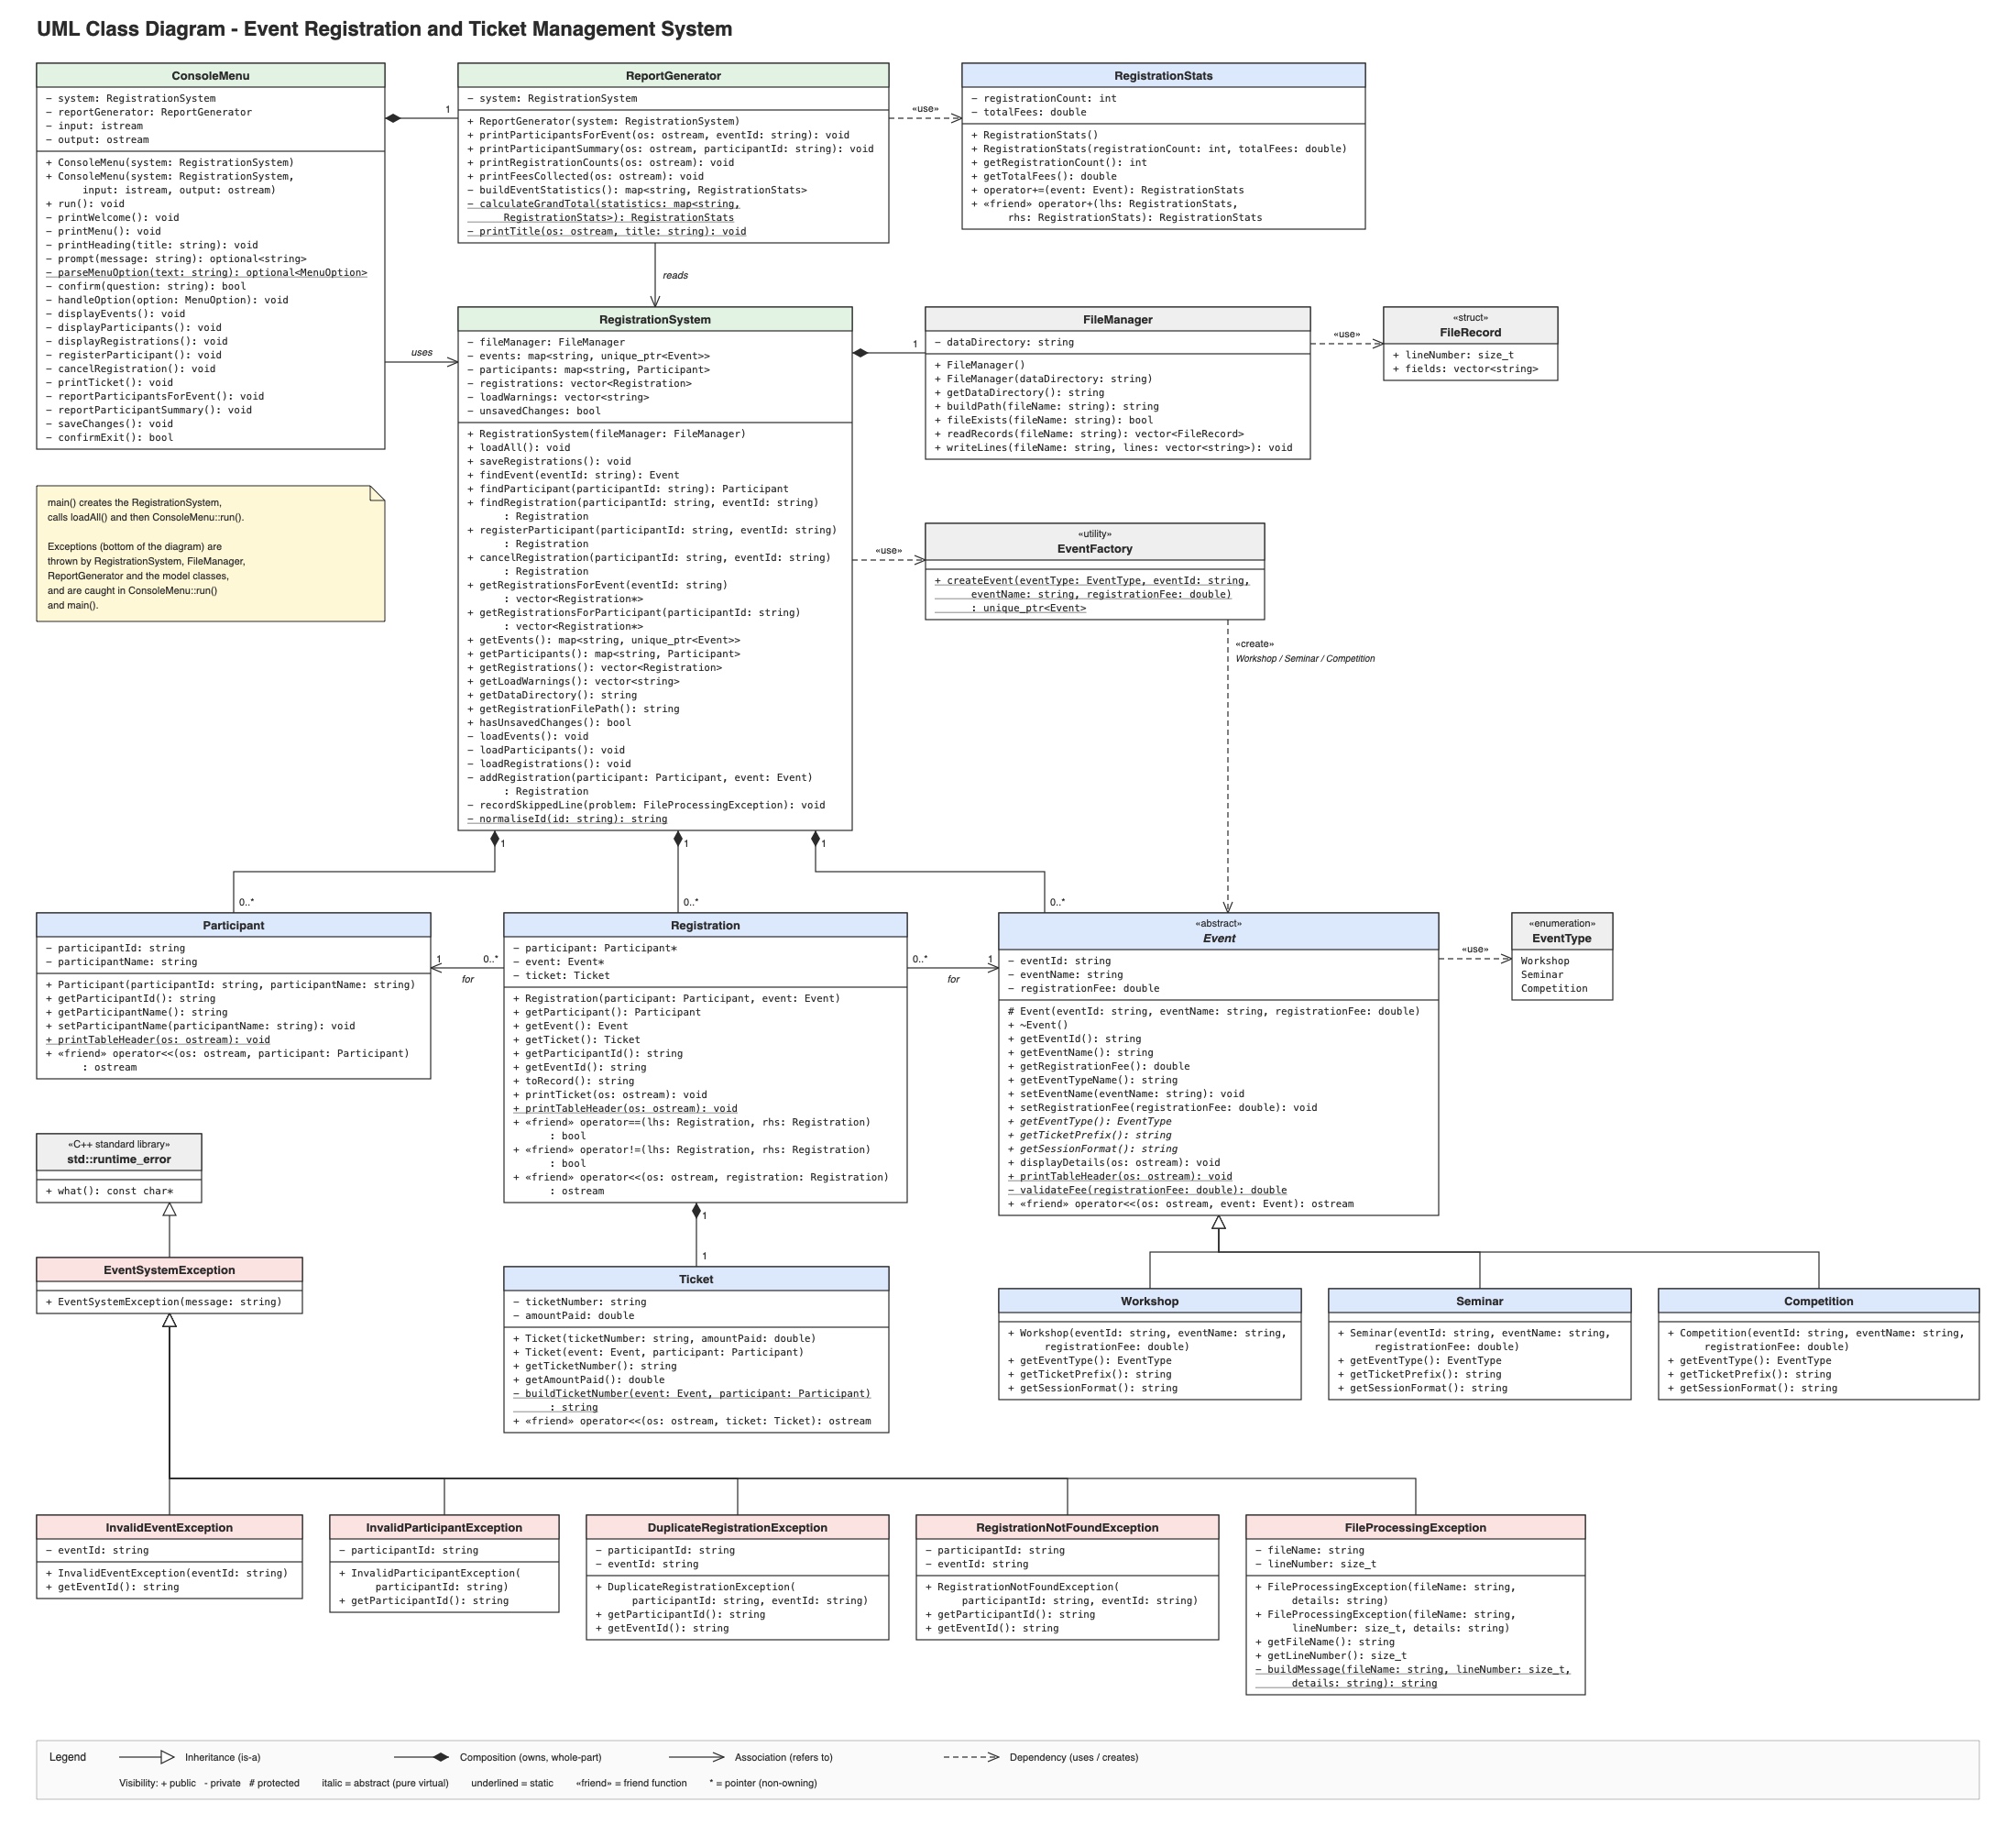 UML Class Diagram - Event Registration and Ticket Management System
ConsoleMenu
− system: RegistrationSystem
− reportGenerator: ReportGenerator
− input: istream
− output: ostream
+ ConsoleMenu(system: RegistrationSystem)
+ ConsoleMenu(system: RegistrationSystem,
input: istream, output: ostream)
+ run(): void
− printWelcome(): void
− printMenu(): void
− printHeading(title: string): void
− prompt(message: string): optional<string>
− parseMenuOption(text: string): optional<MenuOption>
− confirm(question: string): bool
− handleOption(option: MenuOption): void
− displayEvents(): void
− displayParticipants(): void
− displayRegistrations(): void
− registerParticipant(): void
− cancelRegistration(): void
− printTicket(): void
− reportParticipantsForEvent(): void
− reportParticipantSummary(): void
− saveChanges(): void
− confirmExit(): bool
1
uses
ReportGenerator
− system: RegistrationSystem
+ ReportGenerator(system: RegistrationSystem)
+ printParticipantsForEvent(os: ostream, eventId: string): void
+ printParticipantSummary(os: ostream, participantId: string): void
+ printRegistrationCounts(os: ostream): void
+ printFeesCollected(os: ostream): void
− buildEventStatistics(): map<string, RegistrationStats>
− calculateGrandTotal(statistics: map<string,
RegistrationStats>): RegistrationStats
− printTitle(os: ostream, title: string): void
«use»
reads
RegistrationStats
− registrationCount: int
− totalFees: double
+ RegistrationStats()
+ RegistrationStats(registrationCount: int, totalFees: double)
+ getRegistrationCount(): int
+ getTotalFees(): double
+ operator+=(event: Event): RegistrationStats
+ «friend» operator+(lhs: RegistrationStats,
rhs: RegistrationStats): RegistrationStats
main() creates the RegistrationSystem,
calls loadAll() and then ConsoleMenu::run().
Exceptions (bottom of the diagram) are
thrown by RegistrationSystem, FileManager,
ReportGenerator and the model classes,
and are caught in ConsoleMenu::run()
and main().
RegistrationSystem
− fileManager: FileManager
− events: map<string, unique_ptr<Event>>
− participants: map<string, Participant>
− registrations: vector<Registration>
− loadWarnings: vector<string>
− unsavedChanges: bool
+ RegistrationSystem(fileManager: FileManager)
+ loadAll(): void
+ saveRegistrations(): void
+ findEvent(eventId: string): Event
+ findParticipant(participantId: string): Participant
+ findRegistration(participantId: string, eventId: string)
: Registration
+ registerParticipant(participantId: string, eventId: string)
: Registration
+ cancelRegistration(participantId: string, eventId: string)
: Registration
+ getRegistrationsForEvent(eventId: string)
: vector<Registration*>
+ getRegistrationsForParticipant(participantId: string)
: vector<Registration*>
+ getEvents(): map<string, unique_ptr<Event>>
+ getParticipants(): map<string, Participant>
+ getRegistrations(): vector<Registration>
+ getLoadWarnings(): vector<string>
+ getDataDirectory(): string
+ getRegistrationFilePath(): string
+ hasUnsavedChanges(): bool
− loadEvents(): void
− loadParticipants(): void
− loadRegistrations(): void
− addRegistration(participant: Participant, event: Event)
: Registration
− recordSkippedLine(problem: FileProcessingException): void
− normaliseId(id: string): string
1
FileManager
− dataDirectory: string
+ FileManager()
+ FileManager(dataDirectory: string)
+ getDataDirectory(): string
+ buildPath(fileName: string): string
+ fileExists(fileName: string): bool
+ readRecords(fileName: string): vector<FileRecord>
+ writeLines(fileName: string, lines: vector<string>): void
«use»
«struct»
FileRecord
+ lineNumber: size_t
+ fields: vector<string>
«use»
«utility»
EventFactory
+ createEvent(eventType: EventType, eventId: string,
eventName: string, registrationFee: double)
: unique_ptr<Event>
«create»
Workshop / Seminar / Competition
1
1
1
0..*
0..*
0..*
Participant
− participantId: string
− participantName: string
+ Participant(participantId: string, participantName: string)
+ getParticipantId(): string
+ getParticipantName(): string
+ setParticipantName(participantName: string): void
+ printTableHeader(os: ostream): void
+ «friend» operator<<(os: ostream, participant: Participant)
: ostream
1
0..*
for
Registration
− participant: Participant*
− event: Event*
− ticket: Ticket
+ Registration(participant: Participant, event: Event)
+ getParticipant(): Participant
+ getEvent(): Event
+ getTicket(): Ticket
+ getParticipantId(): string
+ getEventId(): string
+ toRecord(): string
+ printTicket(os: ostream): void
+ printTableHeader(os: ostream): void
+ «friend» operator==(lhs: Registration, rhs: Registration)
: bool
+ «friend» operator!=(lhs: Registration, rhs: Registration)
: bool
+ «friend» operator<<(os: ostream, registration: Registration)
: ostream
0..*
1
for
«abstract»
Event
− eventId: string
− eventName: string
− registrationFee: double
# Event(eventId: string, eventName: string, registrationFee: double)
+ ~Event()
+ getEventId(): string
+ getEventName(): string
+ getRegistrationFee(): double
+ getEventTypeName(): string
+ setEventName(eventName: string): void
+ setRegistrationFee(registrationFee: double): void
+ getEventType(): EventType
+ getTicketPrefix(): string
+ getSessionFormat(): string
+ displayDetails(os: ostream): void
+ printTableHeader(os: ostream): void
− validateFee(registrationFee: double): double
+ «friend» operator<<(os: ostream, event: Event): ostream
«use»
«enumeration»
EventType
Workshop
Seminar
Competition
«C++ standard library»
std::runtime_error
+ what(): const char*
EventSystemException
+ EventSystemException(message: string)
1
1
Ticket
− ticketNumber: string
− amountPaid: double
+ Ticket(ticketNumber: string, amountPaid: double)
+ Ticket(event: Event, participant: Participant)
+ getTicketNumber(): string
+ getAmountPaid(): double
− buildTicketNumber(event: Event, participant: Participant)
: string
+ «friend» operator<<(os: ostream, ticket: Ticket): ostream
Workshop
+ Workshop(eventId: string, eventName: string,
registrationFee: double)
+ getEventType(): EventType
+ getTicketPrefix(): string
+ getSessionFormat(): string
Seminar
+ Seminar(eventId: string, eventName: string,
registrationFee: double)
+ getEventType(): EventType
+ getTicketPrefix(): string
+ getSessionFormat(): string
Competition
+ Competition(eventId: string, eventName: string,
registrationFee: double)
+ getEventType(): EventType
+ getTicketPrefix(): string
+ getSessionFormat(): string
InvalidEventException
− eventId: string
+ InvalidEventException(eventId: string)
+ getEventId(): string
InvalidParticipantException
− participantId: string
+ InvalidParticipantException(
participantId: string)
+ getParticipantId(): string
DuplicateRegistrationException
− participantId: string
− eventId: string
+ DuplicateRegistrationException(
participantId: string, eventId: string)
+ getParticipantId(): string
+ getEventId(): string
RegistrationNotFoundException
− participantId: string
− eventId: string
+ RegistrationNotFoundException(
participantId: string, eventId: string)
+ getParticipantId(): string
+ getEventId(): string
FileProcessingException
− fileName: string
− lineNumber: size_t
+ FileProcessingException(fileName: string,
details: string)
+ FileProcessingException(fileName: string,
lineNumber: size_t, details: string)
+ getFileName(): string
+ getLineNumber(): size_t
− buildMessage(fileName: string, lineNumber: size_t,
details: string): string
Legend
Inheritance (is-a)
Composition (owns, whole-part)
Association (refers to)
Dependency (uses / creates)
Visibility: + public - private # protected italic = abstract (pure virtual) underlined = static «friend» = friend function * = pointer (non-owning)